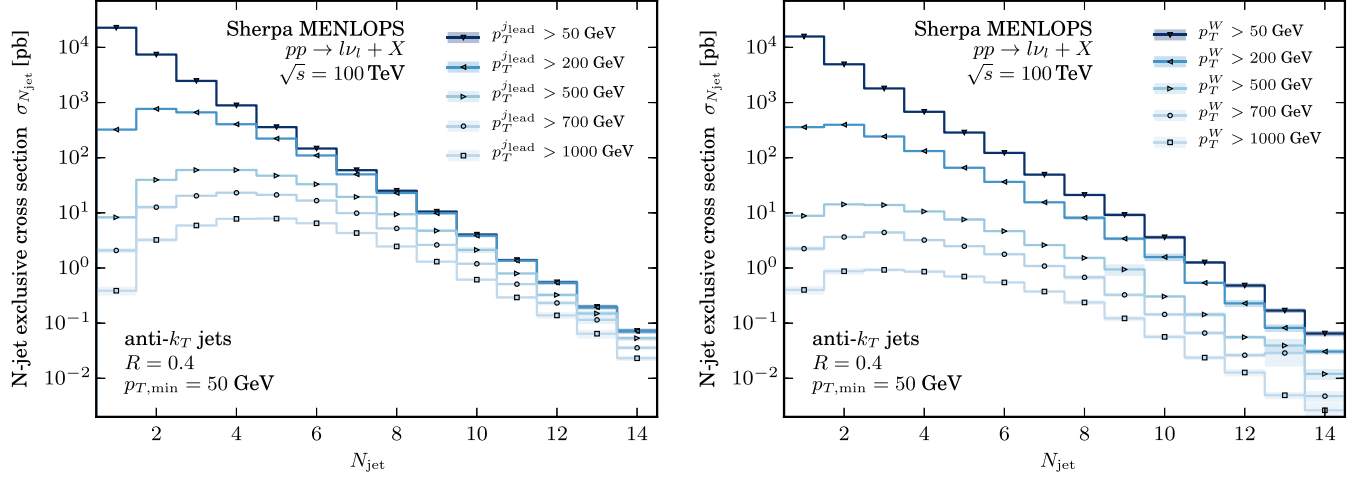 Sherpa MENLOPS
pp → lν_l + X
√s = 100 TeV
p_T^{j_lead} > 50 GeV
p_T^{j_lead} > 200 GeV
p_T^{j_lead} > 500 GeV
p_T^{j_lead} > 700 GeV
p_T^{j_lead} > 1000 GeV
N-jet exclusive cross section σ_{N_jet} [pb]
10^4
10^3
10^2
10^1
10^0
10^{−1}
10^{−2}
anti-k_T jets
R = 0.4
p_{T,min} = 50 GeV
2 4 6 8 10 12 14
N_jet
Sherpa MENLOPS
pp → lν_l + X
√s = 100 TeV
p_T^W > 50 GeV
p_T^W > 200 GeV
p_T^W > 500 GeV
p_T^W > 700 GeV
p_T^W > 1000 GeV
N-jet exclusive cross section σ_{N_jet} [pb]
10^4
10^3
10^2
10^1
10^0
10^{−1}
10^{−2}
anti-k_T jets
R = 0.4
p_{T,min} = 50 GeV
2 4 6 8 10 12 14
N_jet